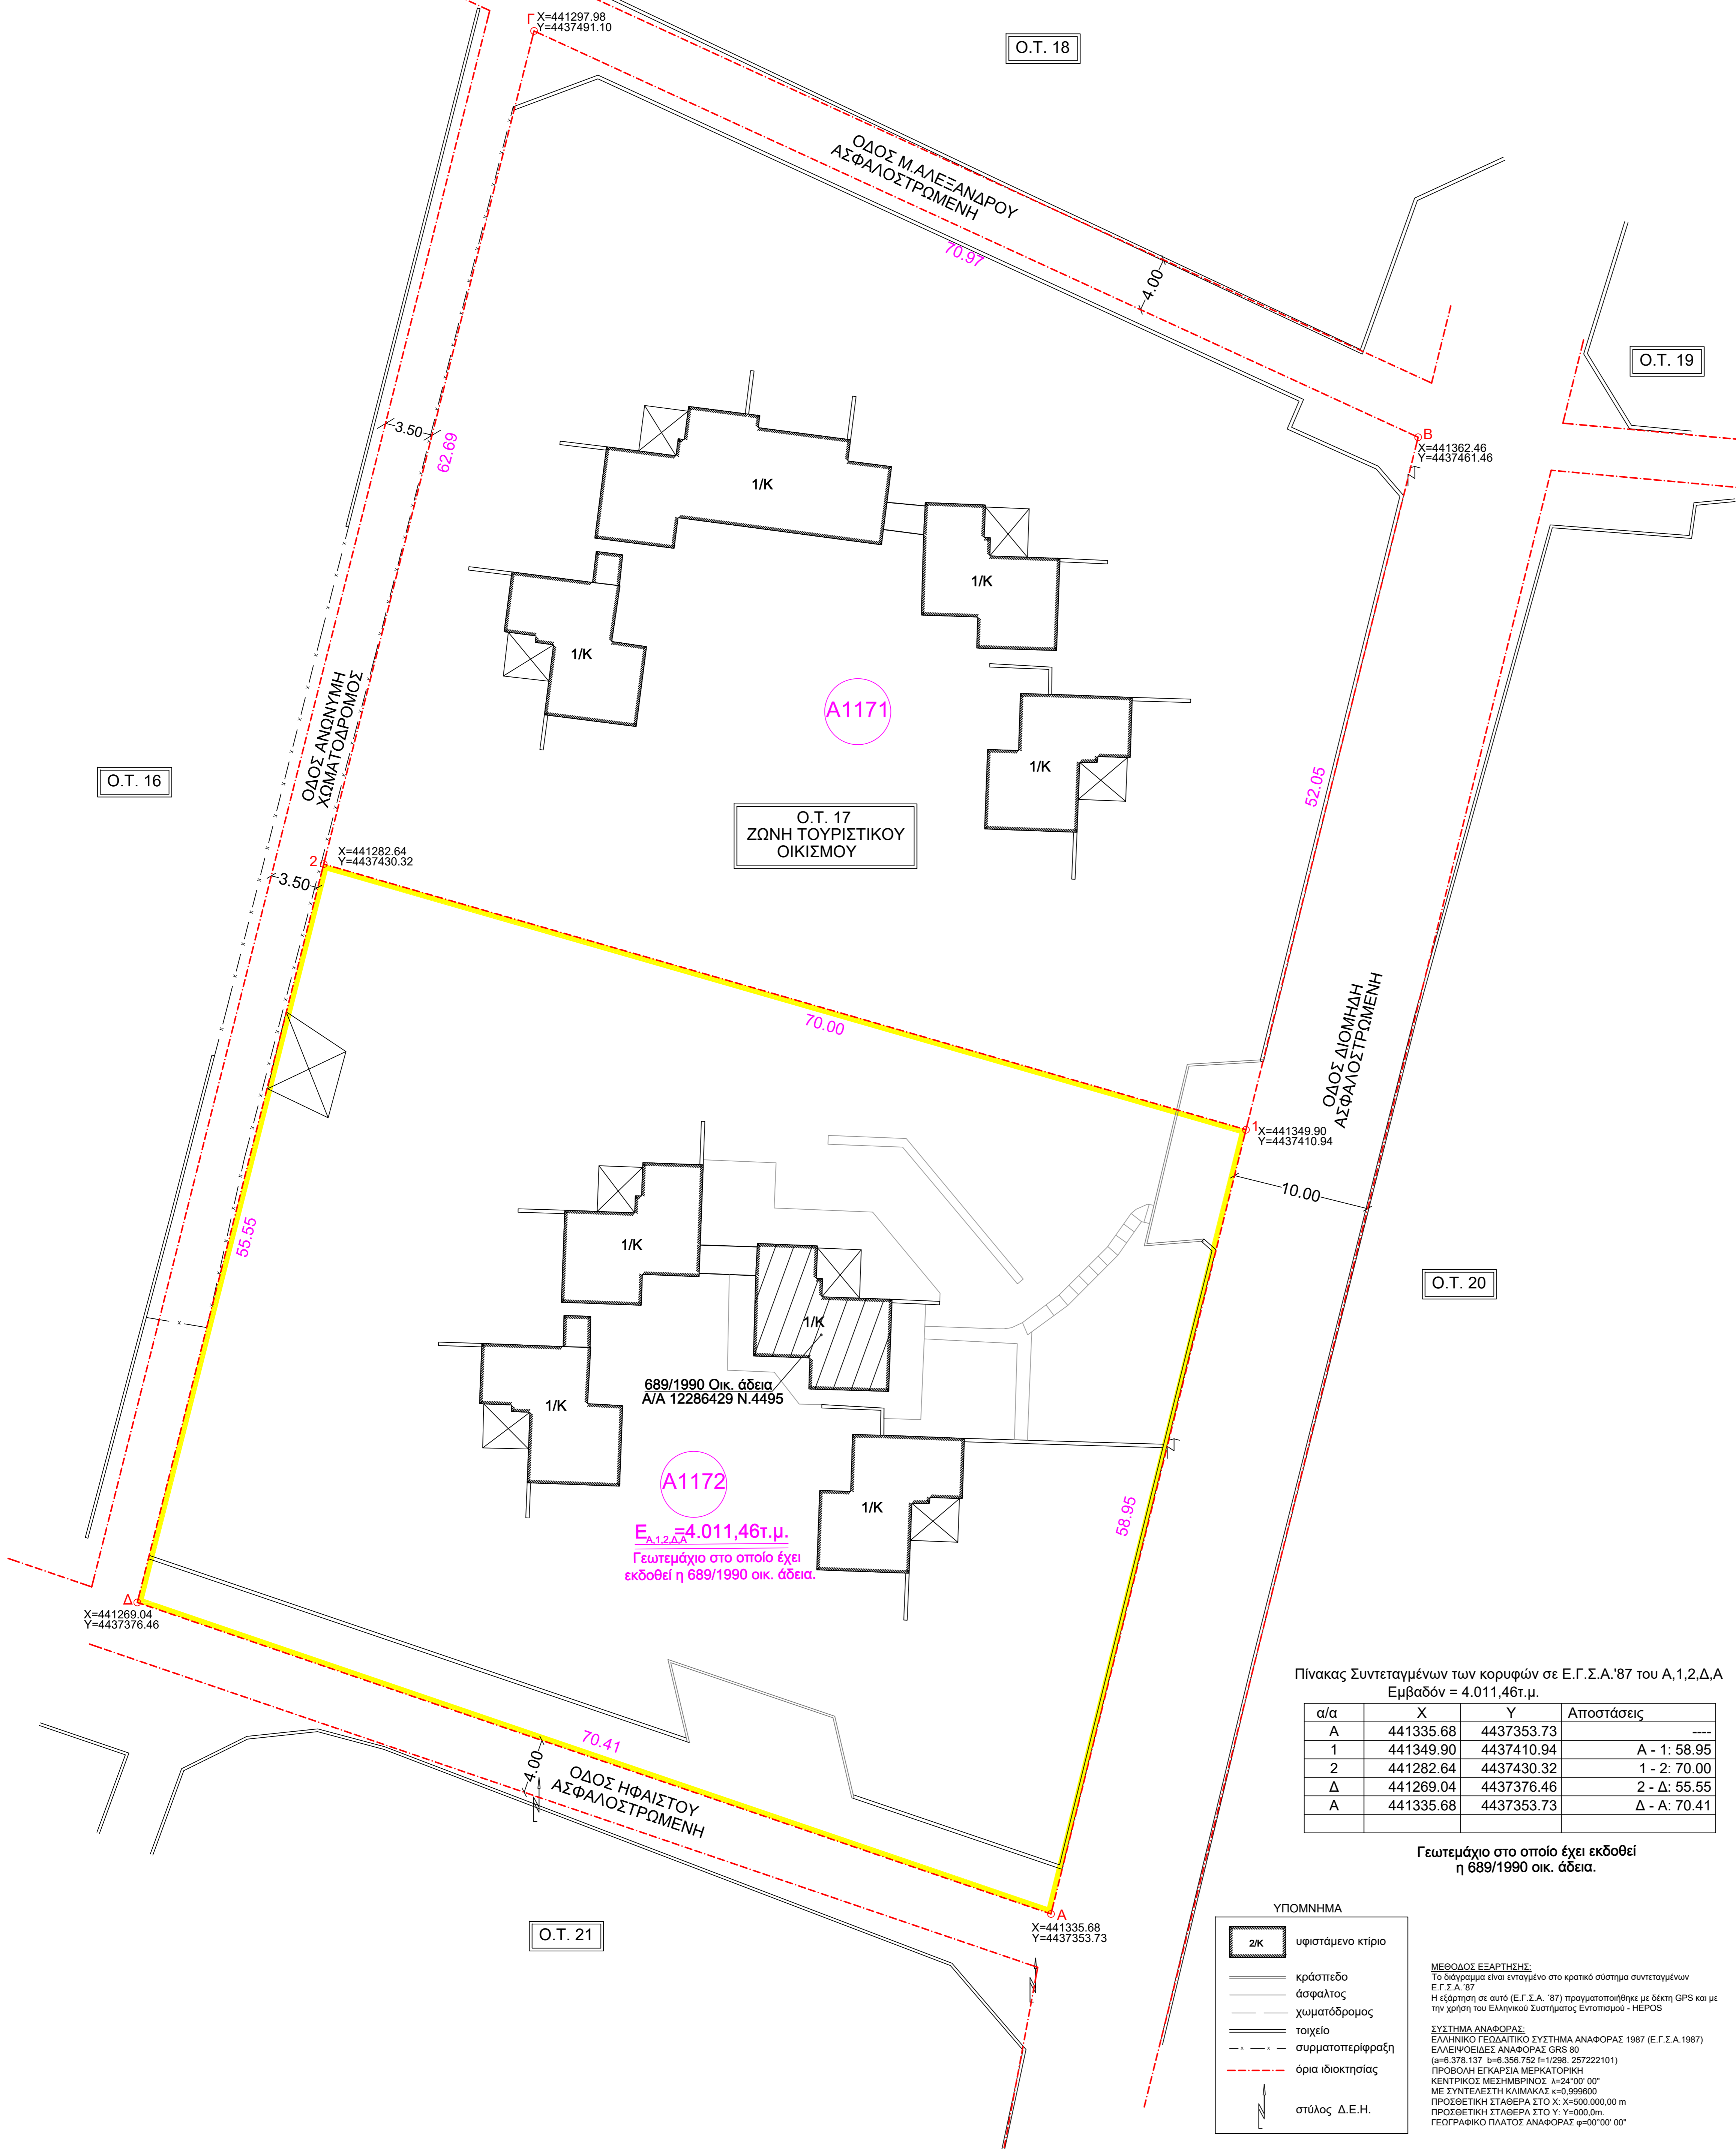 Γ
X=441297.98
Y=4437491.10
Ο.Τ. 18
ΟΔΟΣ Μ.ΑΛΕΞΑΝΔΡΟΥ
ΑΣΦΑΛΟΣΤΡΩΜΕΝΗ
70.97
4.00
Ο.Τ. 19
3.50
62.69
B
X=441362.46
Y=4437461.46
1/Κ
1/Κ
1/Κ
A1171
1/Κ
ΟΔΟΣ ΑΝΩΝΥΜΗ
ΧΩΜΑΤΟΔΡΟΜΟΣ
Ο.Τ. 16
52.05
Ο.Τ. 17
ΖΩΝΗ ΤΟΥΡΙΣΤΙΚΟΥ
ΟΙΚΙΣΜΟΥ
2
X=441282.64
Y=4437430.32
3.50
70.00
ΟΔΟΣ ΔΙΟΜΗΔΗ
ΑΣΦΑΛΟΣΤΡΩΜΕΝΗ
1
X=441349.90
Y=4437410.94
10.00
55.55
1/Κ
Ο.Τ. 20
1/Κ
689/1990 Οικ. άδεια
Α/Α 12286429 Ν.4495
1/Κ
A1172
1/Κ
58.95
E A,1,2,Δ,A =4.011,46τ.μ.
Γεωτεμάχιο στο οποίο έχει
εκδοθεί η 689/1990 οικ. άδεια.
Δ
X=441269.04
Y=4437376.46
70.41
4.00
ΟΔΟΣ ΗΦΑΙΣΤΟΥ
ΑΣΦΑΛΟΣΤΡΩΜΕΝΗ
A
X=441335.68
Y=4437353.73
Ο.Τ. 21
Πίνακας Συντεταγμένων των κορυφών σε Ε.Γ.Σ.Α.'87 του Α,1,2,Δ,Α
Εμβαδόν = 4.011,46τ.μ.
α/α X Y Αποστάσεις
A 441335.68 4437353.73 ----
1 441349.90 4437410.94 A - 1: 58.95
2 441282.64 4437430.32 1 - 2: 70.00
Δ 441269.04 4437376.46 2 - Δ: 55.55
A 441335.68 4437353.73 Δ - A: 70.41
Γεωτεμάχιο στο οποίο έχει εκδοθεί
η 689/1990 οικ. άδεια.
ΥΠΟΜΝΗΜΑ
2/Κ υφιστάμενο κτίριο
κράσπεδο
άσφαλτος
χωματόδρομος
τοιχείο
συρματοπερίφραξη
όρια ιδιοκτησίας
στύλος Δ.Ε.Η.
ΜΕΘΟΔΟΣ ΕΞΑΡΤΗΣΗΣ:
Το διάγραμμα είναι ενταγμένο στο κρατικό σύστημα συντεταγμένων
Ε.Γ.Σ.Α.΄87
Η εξάρτηση σε αυτό (Ε.Γ.Σ.Α. ΄87) πραγματοποιήθηκε με δέκτη GPS και με
την χρήση του Ελληνικού Συστήματος Εντοπισμού - HEPOS
ΣΥΣΤΗΜΑ ΑΝΑΦΟΡΑΣ:
ΕΛΛΗΝΙΚΟ ΓΕΩΔΑΙΤΙΚΟ ΣΥΣΤΗΜΑ ΑΝΑΦΟΡΑΣ 1987 (Ε.Γ.Σ.Α.1987)
ΕΛΛΕΙΨΟΕΙΔΕΣ ΑΝΑΦΟΡΑΣ GRS 80
(a=6.378.137 b=6.356.752 f=1/298. 257222101)
ΠΡΟΒΟΛΗ ΕΓΚΑΡΣΙΑ ΜΕΡΚΑΤΟΡΙΚΗ
ΚΕΝΤΡΙΚΟΣ ΜΕΣΗΜΒΡΙΝΟΣ λ=24°00' 00"
ΜΕ ΣΥΝΤΕΛΕΣΤΗ ΚΛΙΜΑΚΑΣ κ=0,999600
ΠΡΟΣΘΕΤΙΚΗ ΣΤΑΘΕΡΑ ΣΤΟ Χ: Χ=500.000,00 m
ΠΡΟΣΘΕΤΙΚΗ ΣΤΑΘΕΡΑ ΣΤΟ Υ: Υ=000,0m.
ΓΕΩΓΡΑΦΙΚΟ ΠΛΑΤΟΣ ΑΝΑΦΟΡΑΣ φ=00°00' 00"